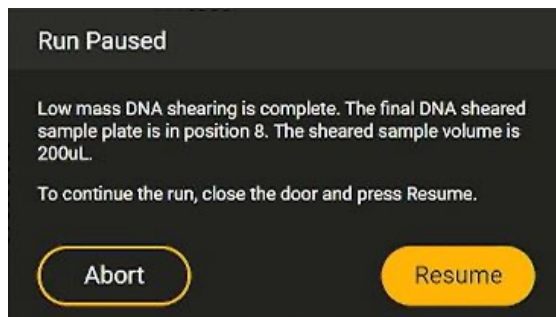 Run Paused
Low mass DNA shearing is complete. The final DNA sheared
sample plate is in position 8. The sheared sample volume is
200uL.
To continue the run, close the door and press Resume.
Abort
Resume